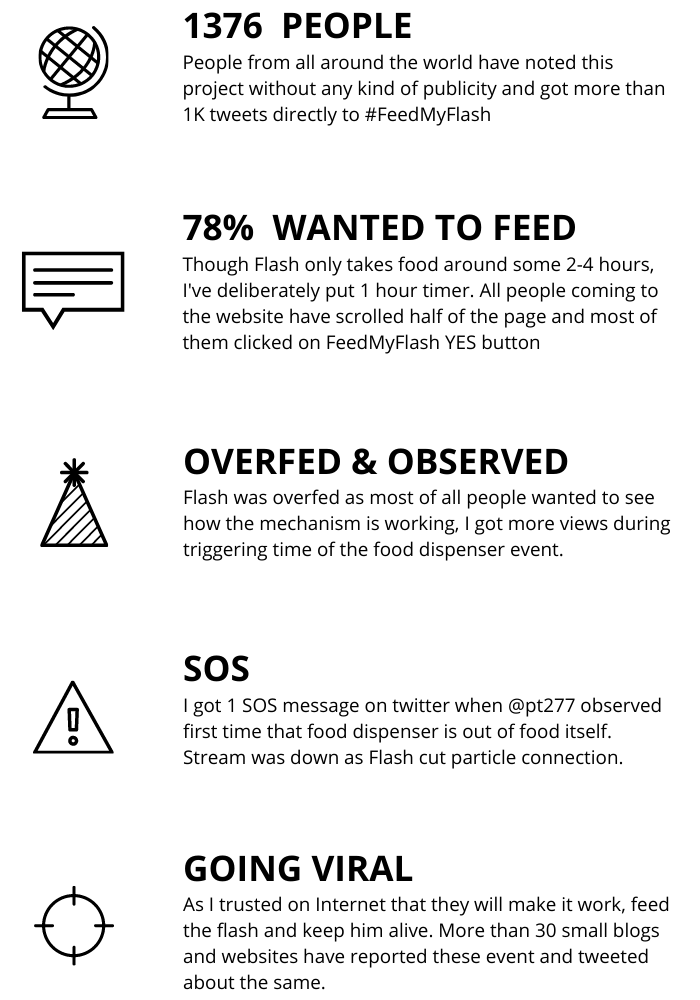 1376 PEOPLE
People from all around the world have noted this
project without any kind of publicity and got more than
1K tweets directly to #FeedMyFlash
78% WANTED TO FEED
Though Flash only takes food around some 2-4 hours,
I've deliberately put 1 hour timer. All people coming to
the website have scrolled half of the page and most of
them clicked on FeedMyFlash YES button
OVERFED & OBSERVED
Flash was overfed as most of all people wanted to see
how the mechanism is working, I got more views during
triggering time of the food dispenser event.
SOS
I got 1 SOS message on twitter when @pt277 observed
first time that food dispenser is out of food itself.
Stream was down as Flash cut particle connection.
GOING VIRAL
As I trusted on Internet that they will make it work, feed
the flash and keep him alive. More than 30 small blogs
and websites have reported these event and tweeted
about the same.